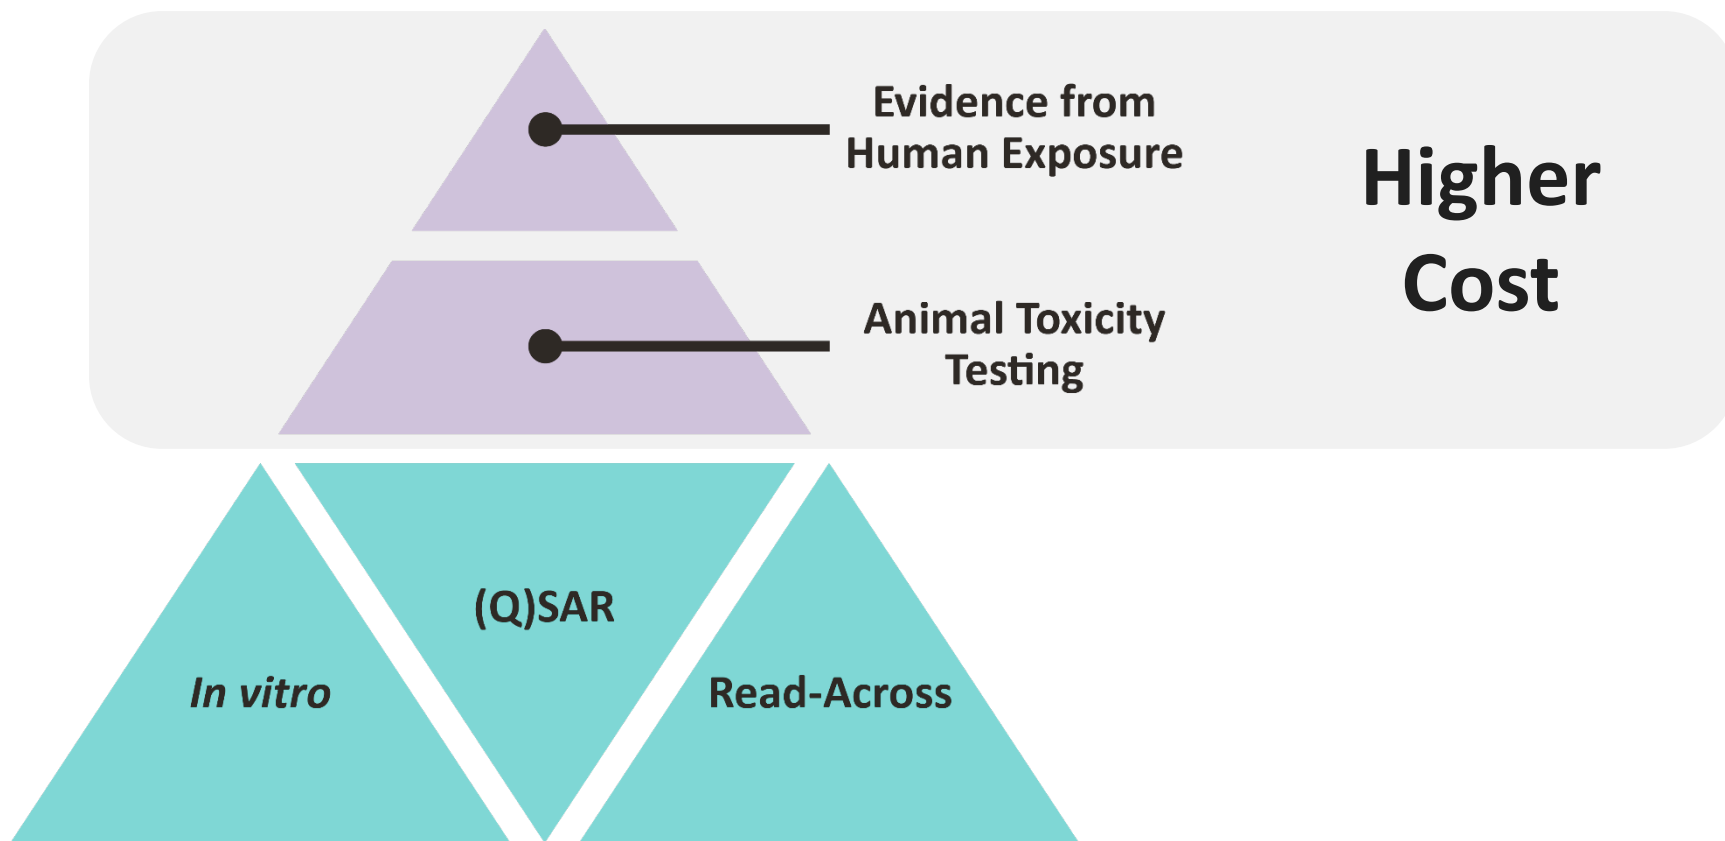 Evidence from
Human Exposure
Higher
Cost
Animal Toxicity
Testing
(Q)SAR
In vitro
Read-Across